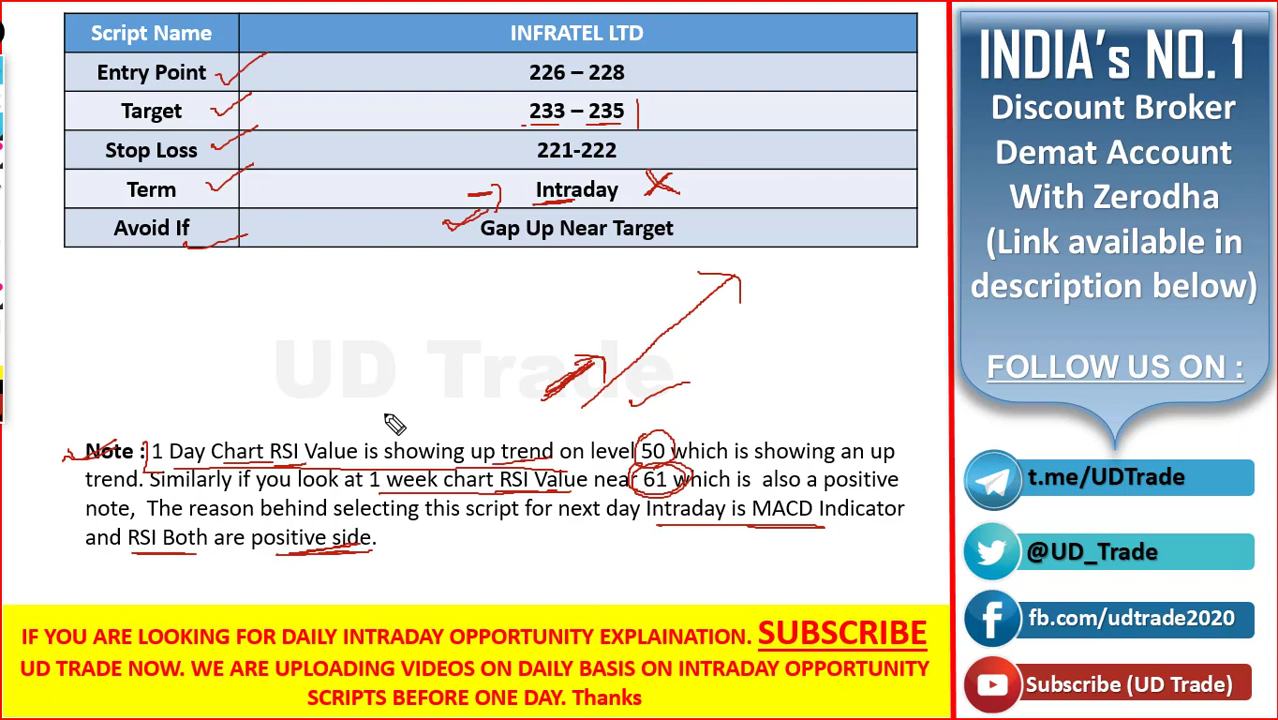 Script Name INFRATEL LTD
Entry Point 226 – 228
Target 233 – 235
Stop Loss 221-222
Term Intraday
Avoid If Gap Up Near Target
UD Trade
Note : 1 Day Chart RSI Value is showing up trend on level 50 which is showing an up
trend. Similarly if you look at 1 week chart RSI Value near 61 which is also a positive
note, The reason behind selecting this script for next day Intraday is MACD Indicator
and RSI Both are positive side.
IF YOU ARE LOOKING FOR DAILY INTRADAY OPPORTUNITY EXPLAINATION. SUBSCRIBE
UD TRADE NOW. WE ARE UPLOADING VIDEOS ON DAILY BASIS ON INTRADAY OPPORTUNITY
SCRIPTS BEFORE ONE DAY. Thanks
INDIA's NO. 1
Discount Broker
Demat Account
With Zerodha
(Link available in
description below)
FOLLOW US ON :
t.me/UDTrade
@UD_Trade
fb.com/udtrade2020
Subscribe (UD Trade)